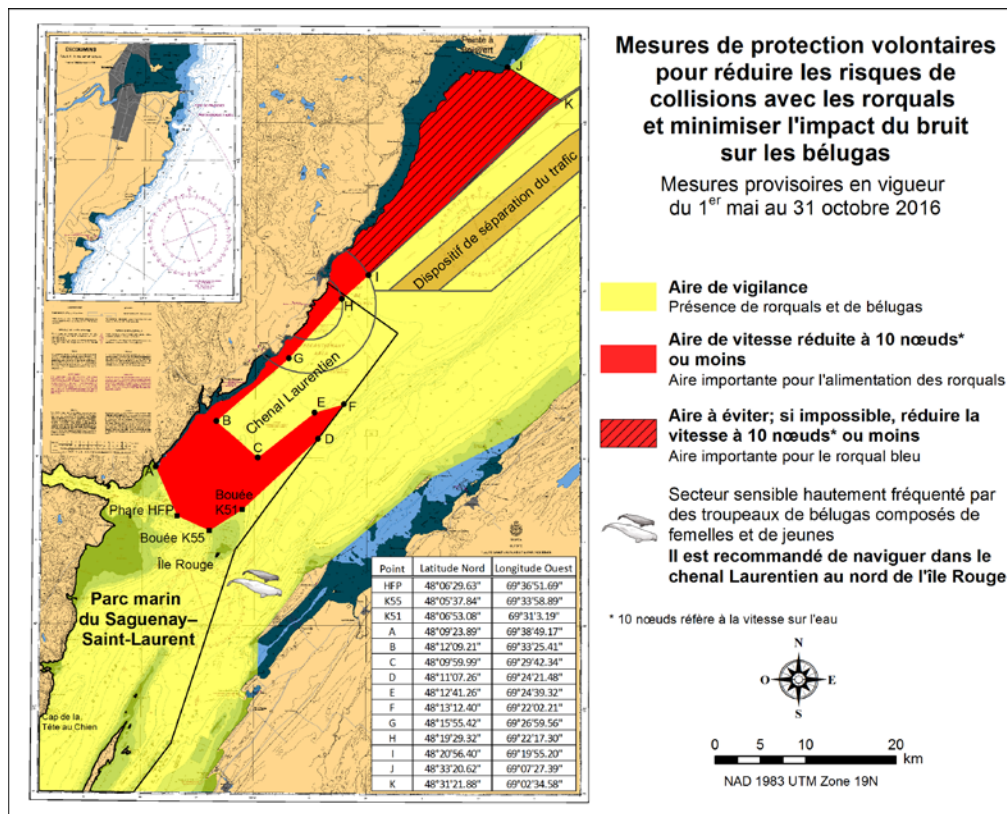 Mesures de protection volontaires
pour réduire les risques de
collisions avec les rorquals
et minimiser l'impact du bruit
sur les bélugas
Mesures provisoires en vigueur
du 1er mai au 31 octobre 2016
Aire de vigilance
Présence de rorquals et de bélugas
Aire de vitesse réduite à 10 nœuds*
ou moins
Aire importante pour l'alimentation des rorquals
Aire à éviter; si impossible, réduire la
vitesse à 10 nœuds* ou moins
Aire importante pour le rorqual bleu
Secteur sensible hautement fréquenté par
des troupeaux de bélugas composés de
femelles et de jeunes
Il est recommandé de naviguer dans le
chenal Laurentien au nord de l'île Rouge
* 10 nœuds réfère à la vitesse sur l'eau
N
O E
S
0 5 10 20
km
NAD 1983 UTM Zone 19N
ESCOUMINS
Pointe à
J
K
Dispositif de séparation du trafic
I
H
G
Chenal Laurentien
E
F
B
D
C
A
Bouée
K51
Phare HFP
Bouée K55
Île Rouge
Parc marin
du Saguenay–
Saint-Laurent
Cap de la
Tête au Chien
Point Latitude Nord Longitude Ouest
HFP 48°06'29.63" 69°36'51.69"
K55 48°05'37.84" 69°33'58.89"
K51 48°06'53.08" 69°31'3.19"
A 48°09'23.89" 69°38'49.17"
B 48°12'09.21" 69°33'25.41"
C 48°09'59.99" 69°29'42.34"
D 48°11'07.26" 69°24'21.48"
E 48°12'41.26" 69°24'39.32"
F 48°13'12.40" 69°22'02.21"
G 48°15'55.42" 69°26'59.56"
H 48°19'29.32" 69°22'17.30"
I 48°20'56.40" 69°19'55.20"
J 48°33'20.62" 69°07'27.39"
K 48°31'21.88" 69°02'34.58"